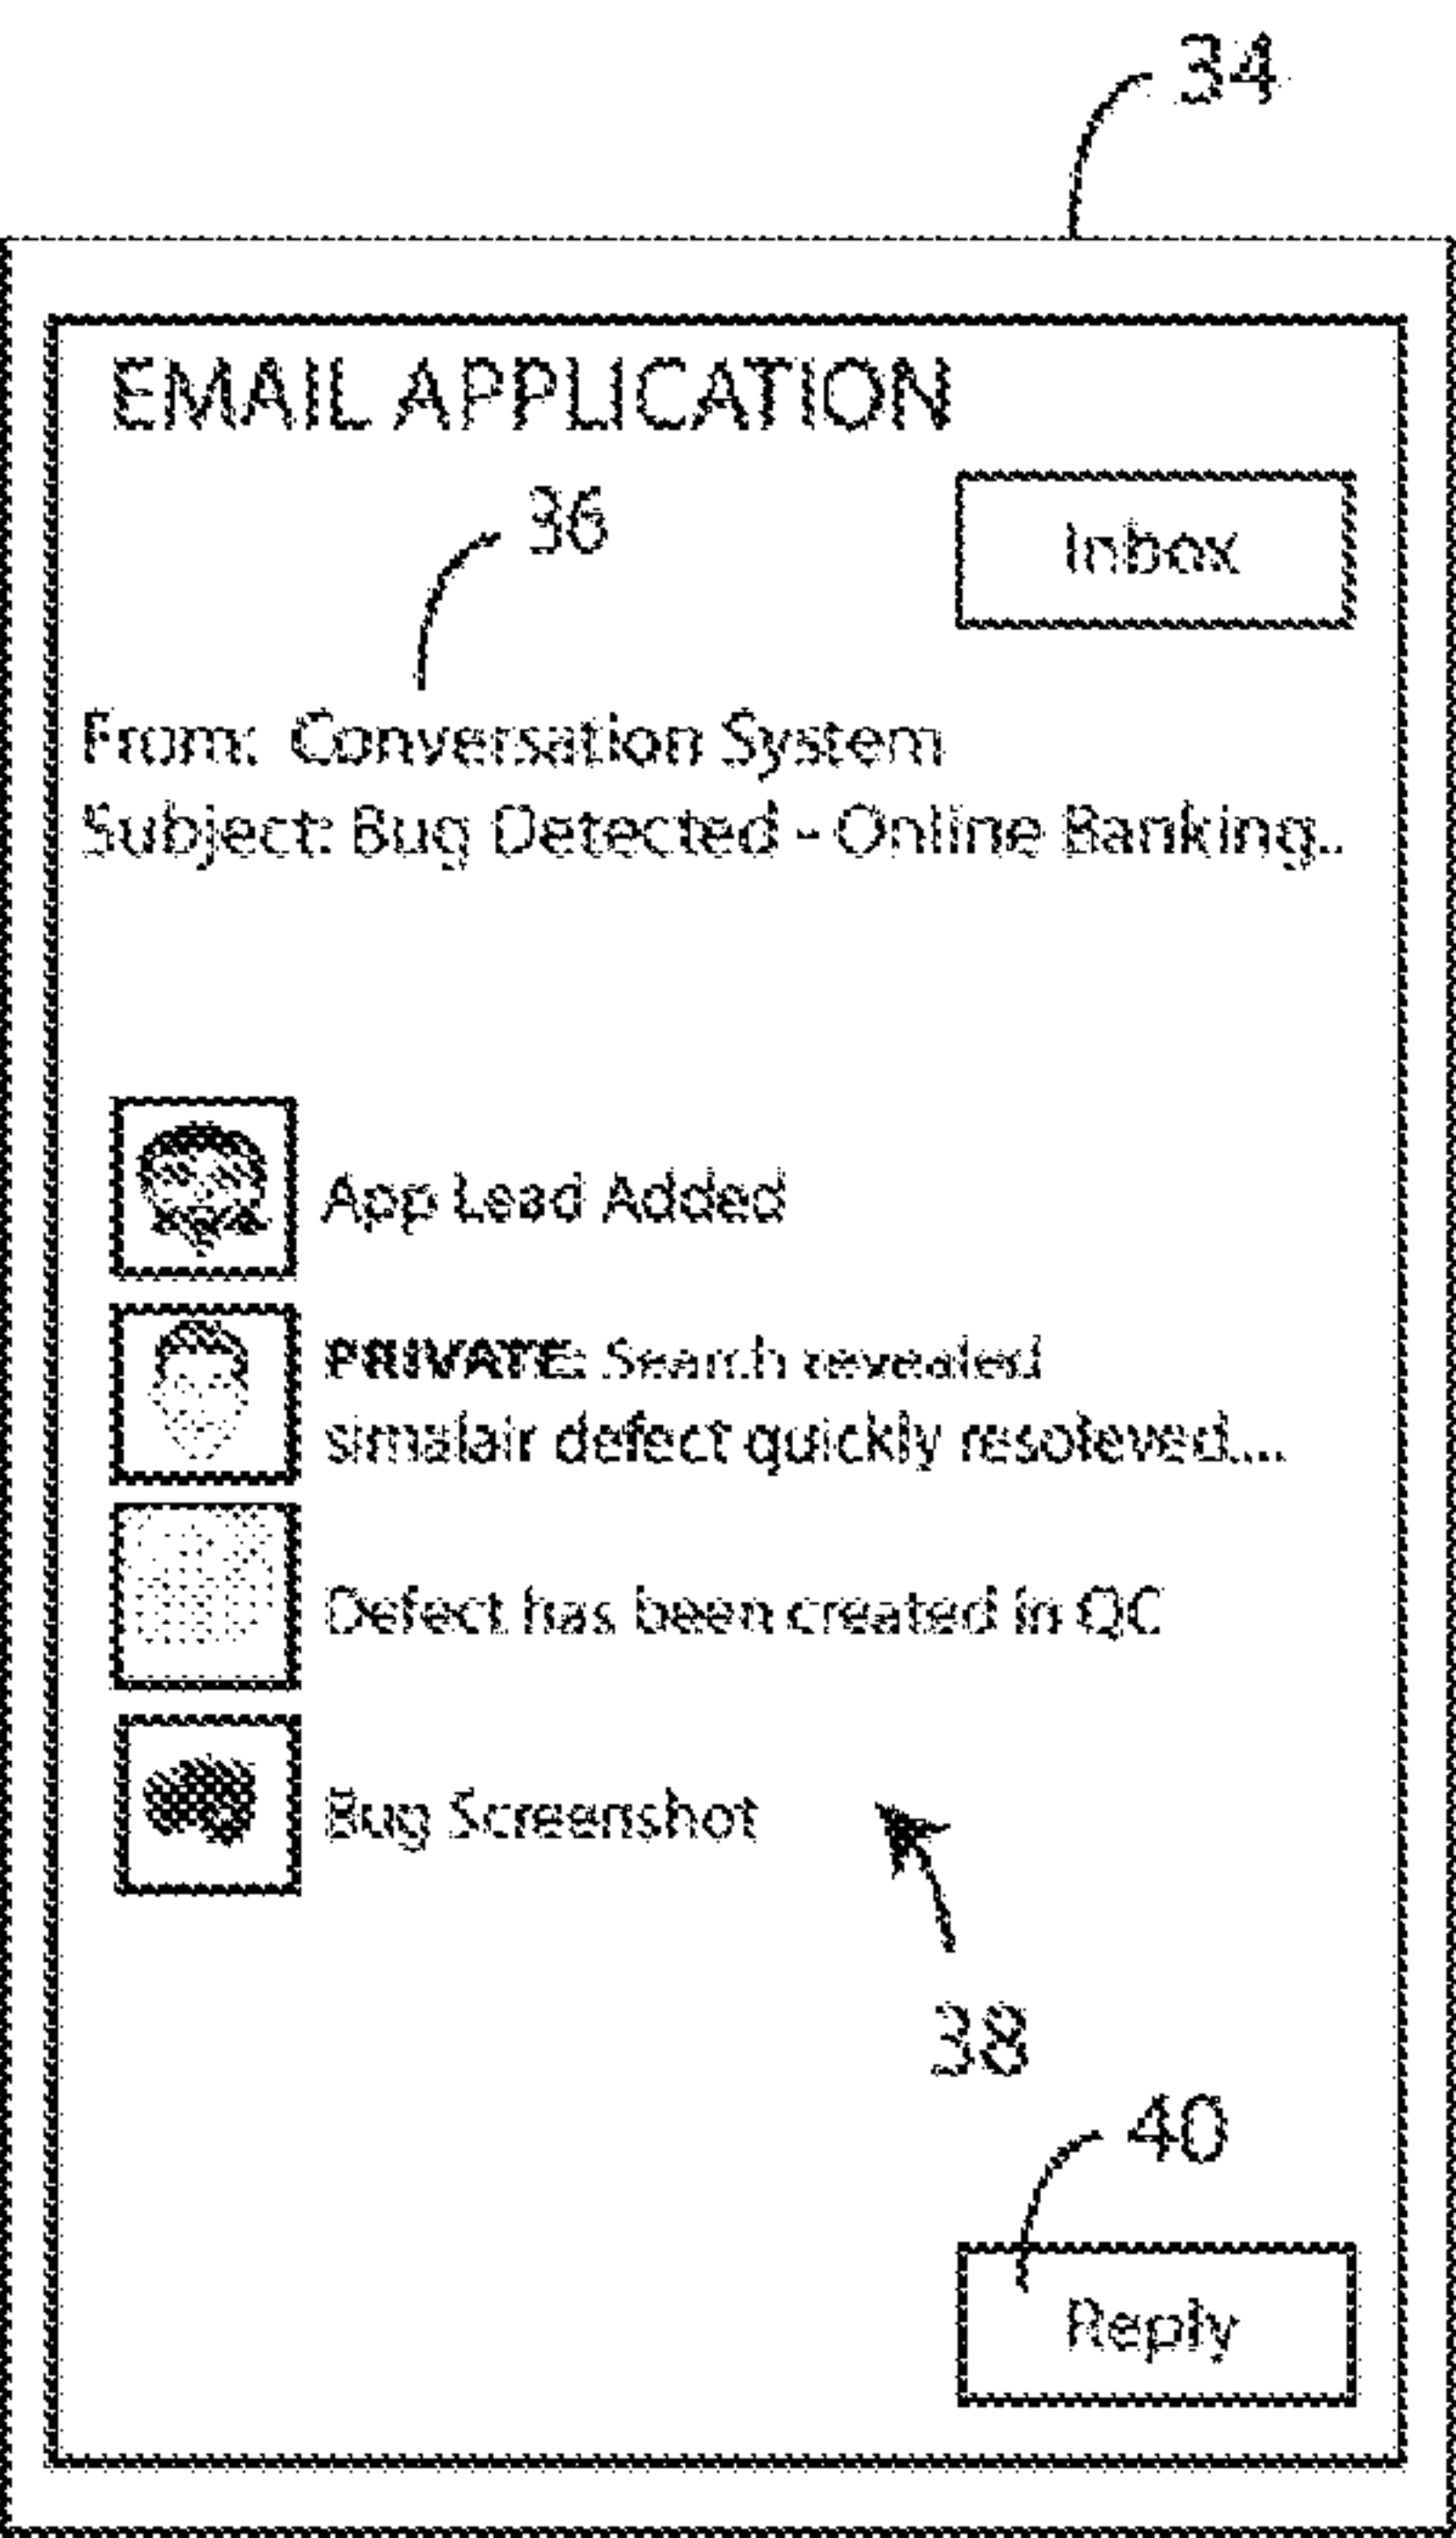 34
EMAIL APPLICATION
36
Inbox
From: Conversation System
Subject: Bug Detected - Online Banking..
App Lead Added
PRIVATE: Search revealed
simalair defect quickly resoleved....
Defect has been created in QC
Bug Screenshot
38
40
Reply